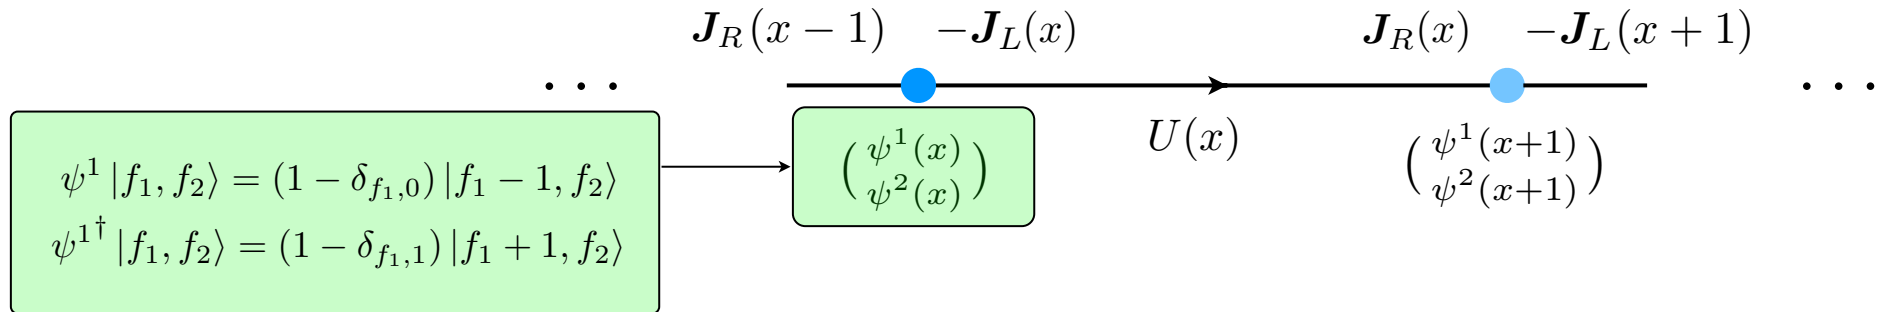 J_R(x − 1) −J_L(x) J_R(x) −J_L(x + 1)
· · · · · ·
U(x)
ψ¹ |f₁, f₂⟩ = (1 − δ_{f₁,0}) |f₁ − 1, f₂⟩
ψ¹† |f₁, f₂⟩ = (1 − δ_{f₁,1}) |f₁ + 1, f₂⟩
(ψ¹(x)
ψ²(x))
(ψ¹(x+1)
ψ²(x+1))